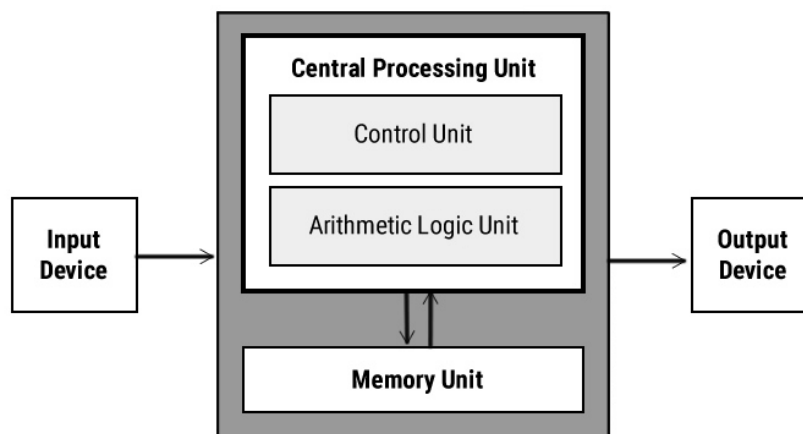 Central Processing Unit
Control Unit
Arithmetic Logic Unit
Input
Device
Output
Device
Memory Unit